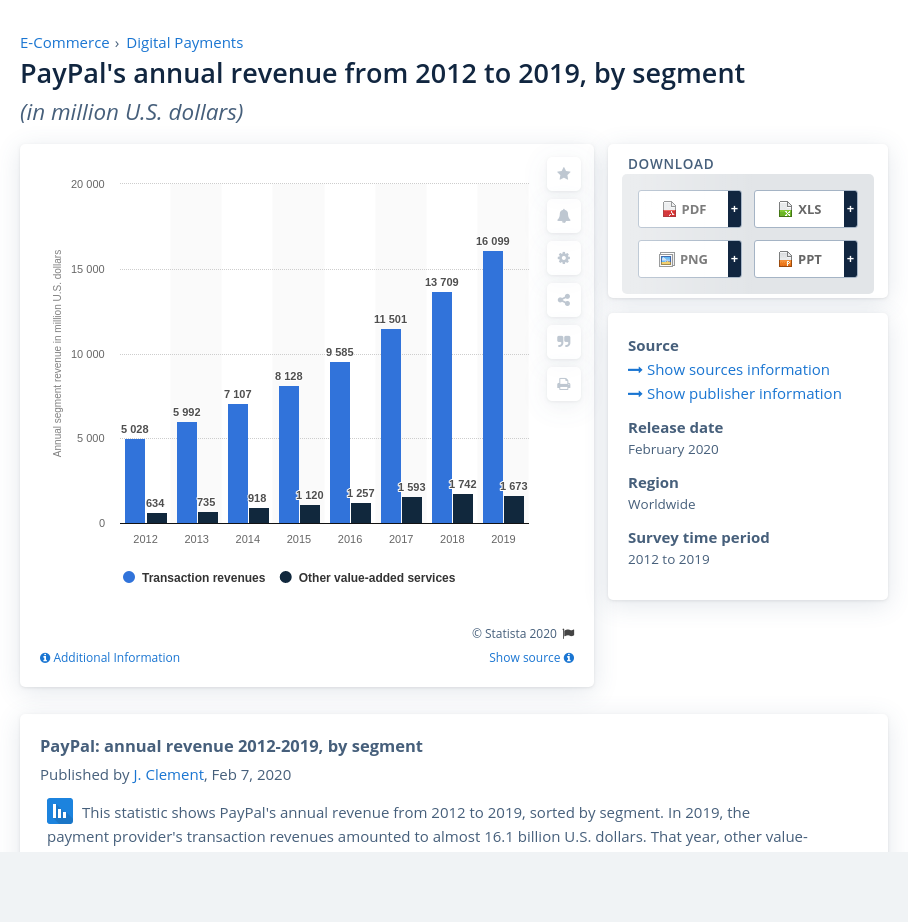 E-Commerce › Digital Payments
PayPal's annual revenue from 2012 to 2019, by segment
(in million U.S. dollars)
Annual segment revenue in million U.S. dollars
20 000
15 000
10 000
5 000
0
5 028
634
5 992
735
7 107
918
8 128
1 120
9 585
1 257
11 501
1 593
13 709
1 742
16 099
1 673
2012 2013 2014 2015 2016 2017 2018 2019
Transaction revenues Other value-added services
© Statista 2020
Additional Information Show source
DOWNLOAD
PDF + XLS +
PNG + PPT +
Source
Show sources information
Show publisher information
Release date
February 2020
Region
Worldwide
Survey time period
2012 to 2019
PayPal: annual revenue 2012-2019, by segment
Published by J. Clement, Feb 7, 2020
This statistic shows PayPal's annual revenue from 2012 to 2019, sorted by segment. In 2019, the
payment provider's transaction revenues amounted to almost 16.1 billion U.S. dollars. That year, other value-